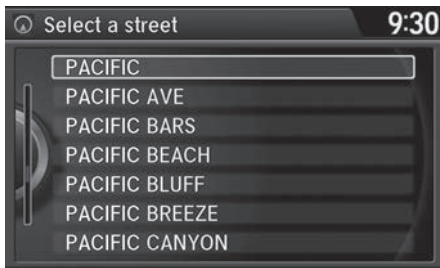 Select a street
9:30
PACIFIC
PACIFIC AVE
PACIFIC BARS
PACIFIC BEACH
PACIFIC BLUFF
PACIFIC BREEZE
PACIFIC CANYON